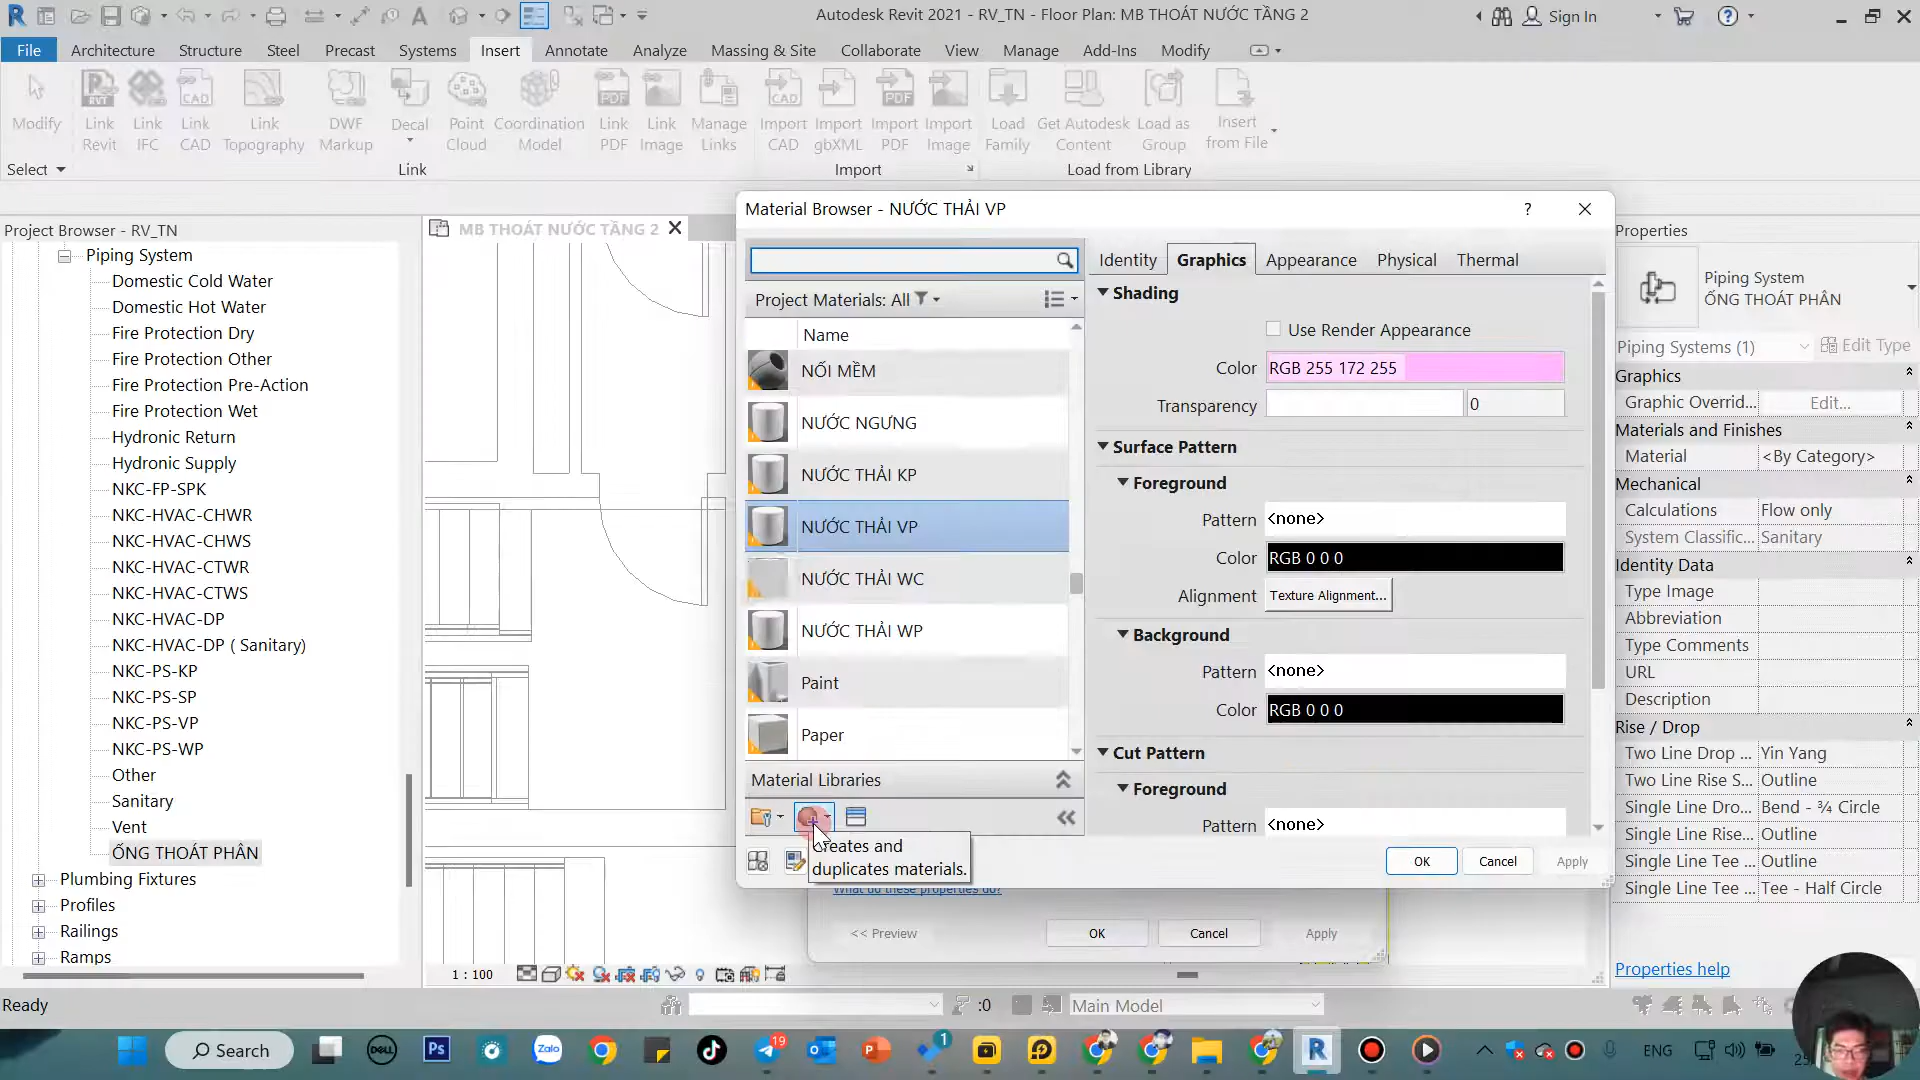 Autodesk Revit 2021 - RV_TN - Floor Plan: MB THOÁT NƯỚC TẦNG 2
Sign In
File
Architecture
Structure
Steel
Precast
Systems
Insert
Annotate
Analyze
Massing & Site
Collaborate
View
Manage
Add-Ins
Modify
Modify
Link
Revit
Link
IFC
Link
CAD
Link
Topography
DWF
Markup
Decal
Point
Cloud
Coordination
Model
Link
PDF
Link
Image
Manage
Links
Import
CAD
Import
gbXML
Import
PDF
Import
Image
Load
Family
Get Autodesk
Content
Load as
Group
Insert
from File
Select
Link
Import
Load from Library
Project Browser - RV_TN
Piping System
Domestic Cold Water
Domestic Hot Water
Fire Protection Dry
Fire Protection Other
Fire Protection Pre-Action
Fire Protection Wet
Hydronic Return
Hydronic Supply
NKC-FP-SPK
NKC-HVAC-CHWR
NKC-HVAC-CHWS
NKC-HVAC-CTWR
NKC-HVAC-CTWS
NKC-HVAC-DP
NKC-HVAC-DP ( Sanitary)
NKC-PS-KP
NKC-PS-SP
NKC-PS-VP
NKC-PS-WP
Other
Sanitary
Vent
ỐNG THOÁT PHÂN
Plumbing Fixtures
Profiles
Railings
Ramps
MB THOÁT NƯỚC TẦNG 2
Material Browser - NƯỚC THẢI VP
?
Project Materials: All
Name
NỐI MỀM
NƯỚC NGƯNG
NƯỚC THẢI KP
NƯỚC THẢI VP
NƯỚC THẢI WC
NƯỚC THẢI WP
Paint
Paper
Material Libraries
Creates and
duplicates materials.
Identity
Graphics
Appearance
Physical
Thermal
Shading
Use Render Appearance
Color
RGB 255 172 255
Transparency
0
Surface Pattern
Foreground
Pattern
<none>
Color
RGB 0 0 0
Alignment
Texture Alignment...
Background
Pattern
<none>
Color
RGB 0 0 0
Cut Pattern
Foreground
Pattern
<none>
OK
Cancel
Apply
What do these properties do?
<< Preview
OK
Cancel
Apply
Properties
Piping System
ỐNG THOÁT PHÂN
Piping Systems (1)
Edit Type
Graphics
Graphic Overrid...
Edit...
Materials and Finishes
Material
<By Category>
Mechanical
Calculations
Flow only
System Classific...
Sanitary
Identity Data
Type Image
Abbreviation
Type Comments
URL
Description
Rise / Drop
Two Line Drop ...
Yin Yang
Two Line Rise S...
Outline
Single Line Dro...
Bend - ¾ Circle
Single Line Rise...
Outline
Single Line Tee ...
Outline
Single Line Tee ...
Tee - Half Circle
Properties help
1 : 100
Ready
:0
Main Model
Search
DELL
Ps
Zalo
19
1
R
ENG